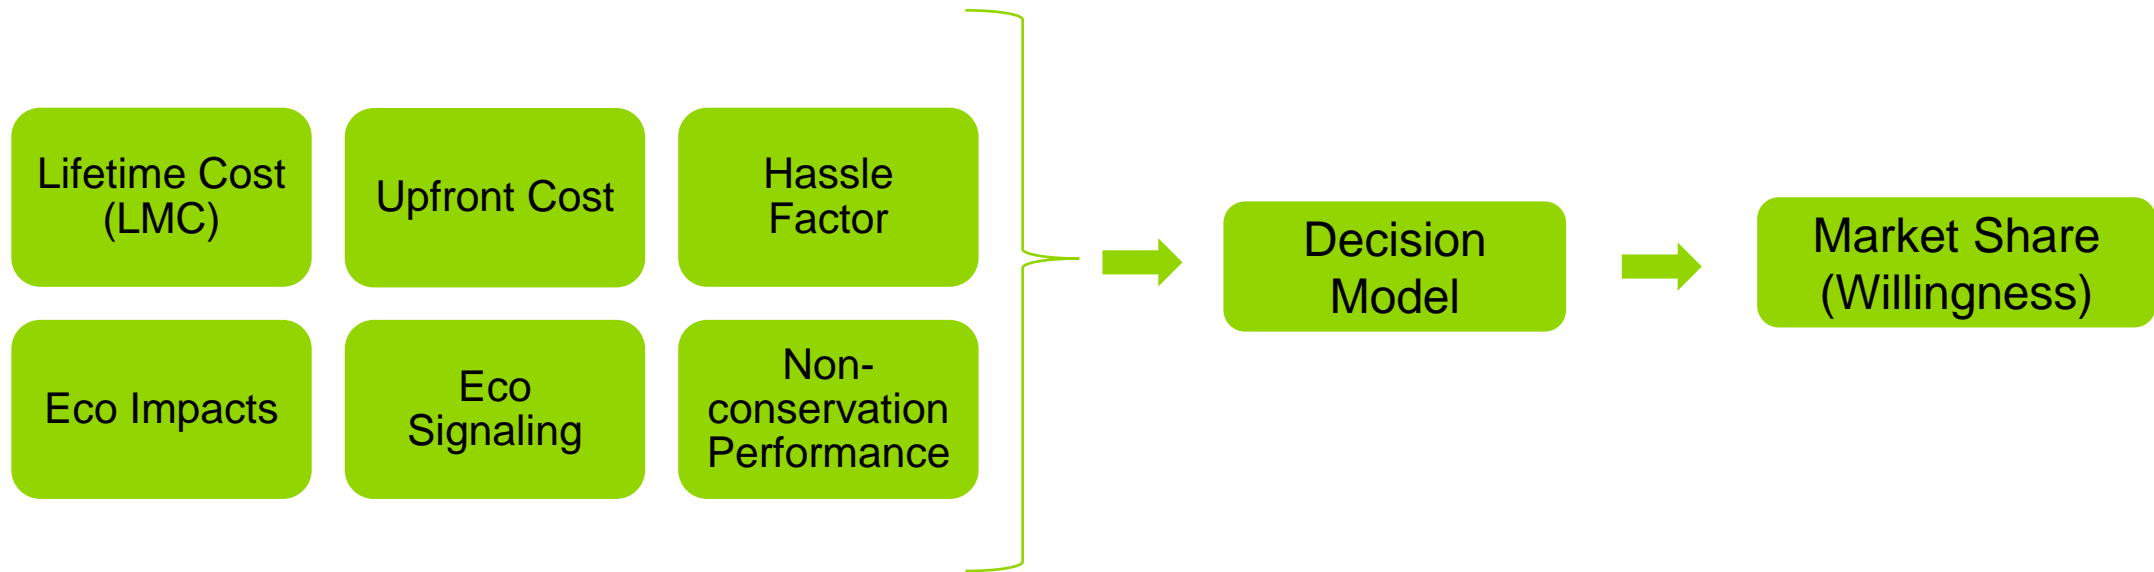 Lifetime Cost
(LMC)
Upfront Cost
Hassle
Factor
Eco Impacts
Eco
Signaling
Non-
conservation
Performance
Decision
Model
Market Share
(Willingness)